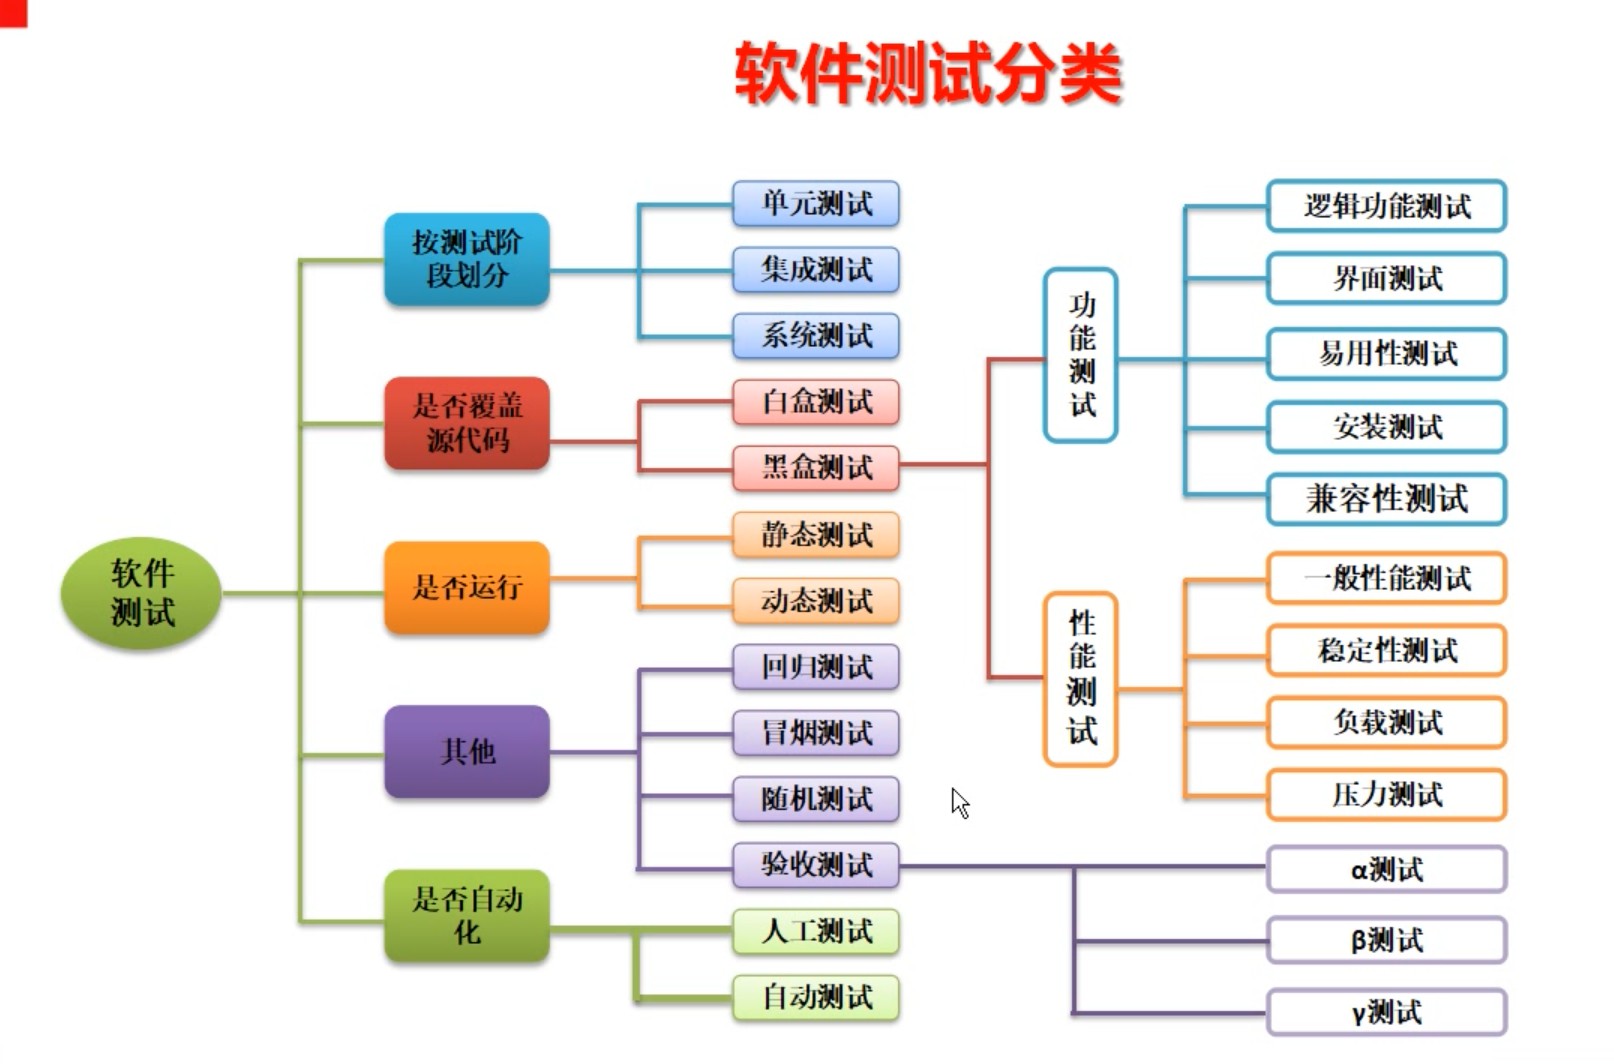 软件测试分类
软件
测试
按测试阶
段划分
单元测试
集成测试
系统测试
是否覆盖
源代码
白盒测试
黑盒测试
功
能
测
试
逻辑功能测试
界面测试
易用性测试
安装测试
兼容性测试
性
能
测
试
一般性能测试
稳定性测试
负载测试
压力测试
是否运行
静态测试
动态测试
其他
回归测试
冒烟测试
随机测试
验收测试
α测试
β测试
γ测试
是否自动
化
人工测试
自动测试